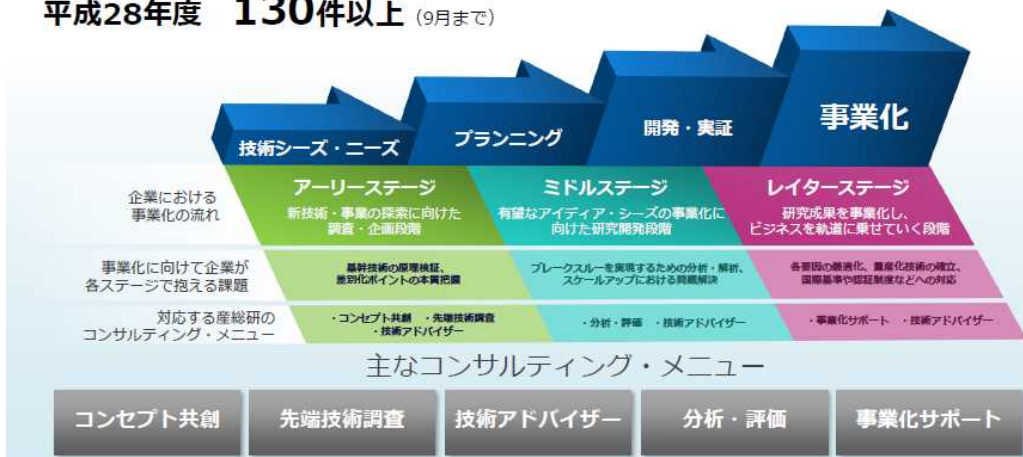 平成28年度 130件以上（9月まで）
技術シーズ・ニーズ
プランニング
開発・実証
事業化
企業における
事業化の流れ
アーリーステージ
新技術・事業の探索に向けた
調査・企画段階
ミドルステージ
有望なアイディア・シーズの事業化に
向けた研究開発段階
レイターステージ
研究成果を事業化し、
ビジネスを軌道に乗せていく段階
事業化に向けて企業が
各ステージで抱える課題
基幹技術の原理検証、
差別化ポイントの本質把握
ブレークスルーを実現するための分析・解析、
スケールアップにおける問題解決
各要因の最適化、量産化技術の確立、
国際基準や認証制度などへの対応
対応する産総研の
コンサルティング・メニュー
・コンセプト共創 ・先端技術調査
・技術アドバイザー
・分析・評価 ・技術アドバイザー
・事業化サポート ・技術アドバイザー
主なコンサルティング・メニュー
コンセプト共創
先端技術調査
技術アドバイザー
分析・評価
事業化サポート